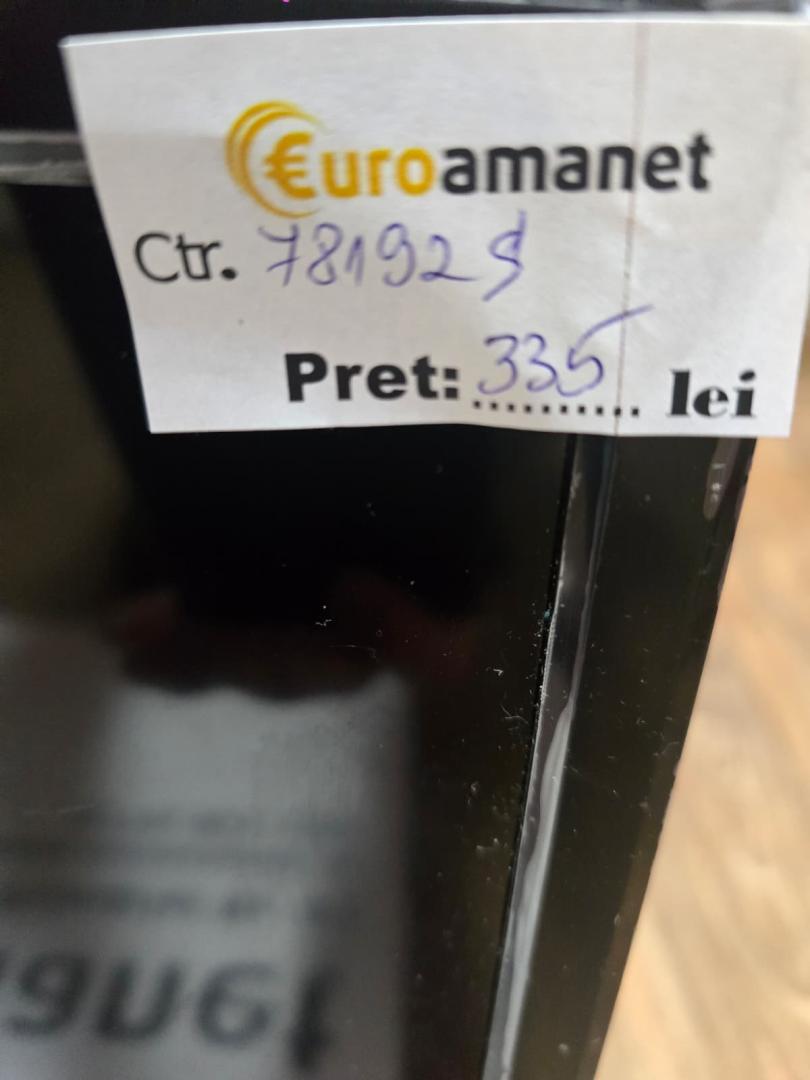 €uroamanet
Ctr. 78192 S
Pret: 335 lei